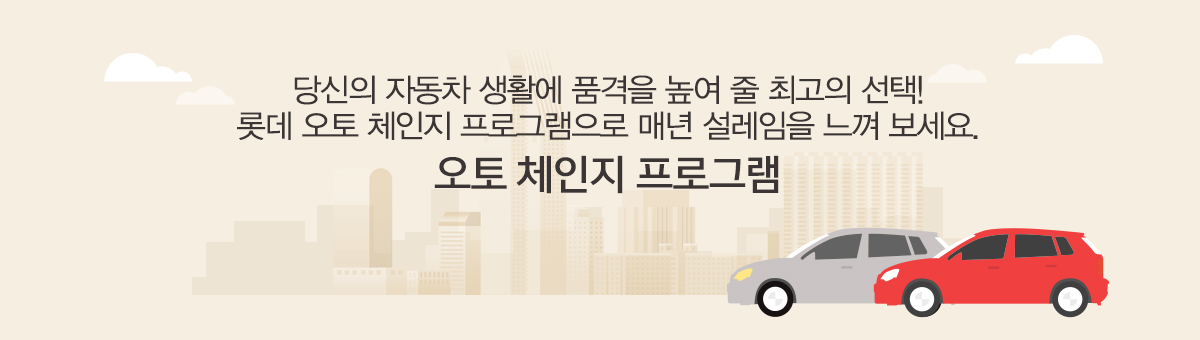 당신의 자동차 생활에 품격을 높여 줄 최고의 선택!
롯데 오토 체인지 프로그램으로 매년 설레임을 느껴 보세요.
오토 체인지 프로그램